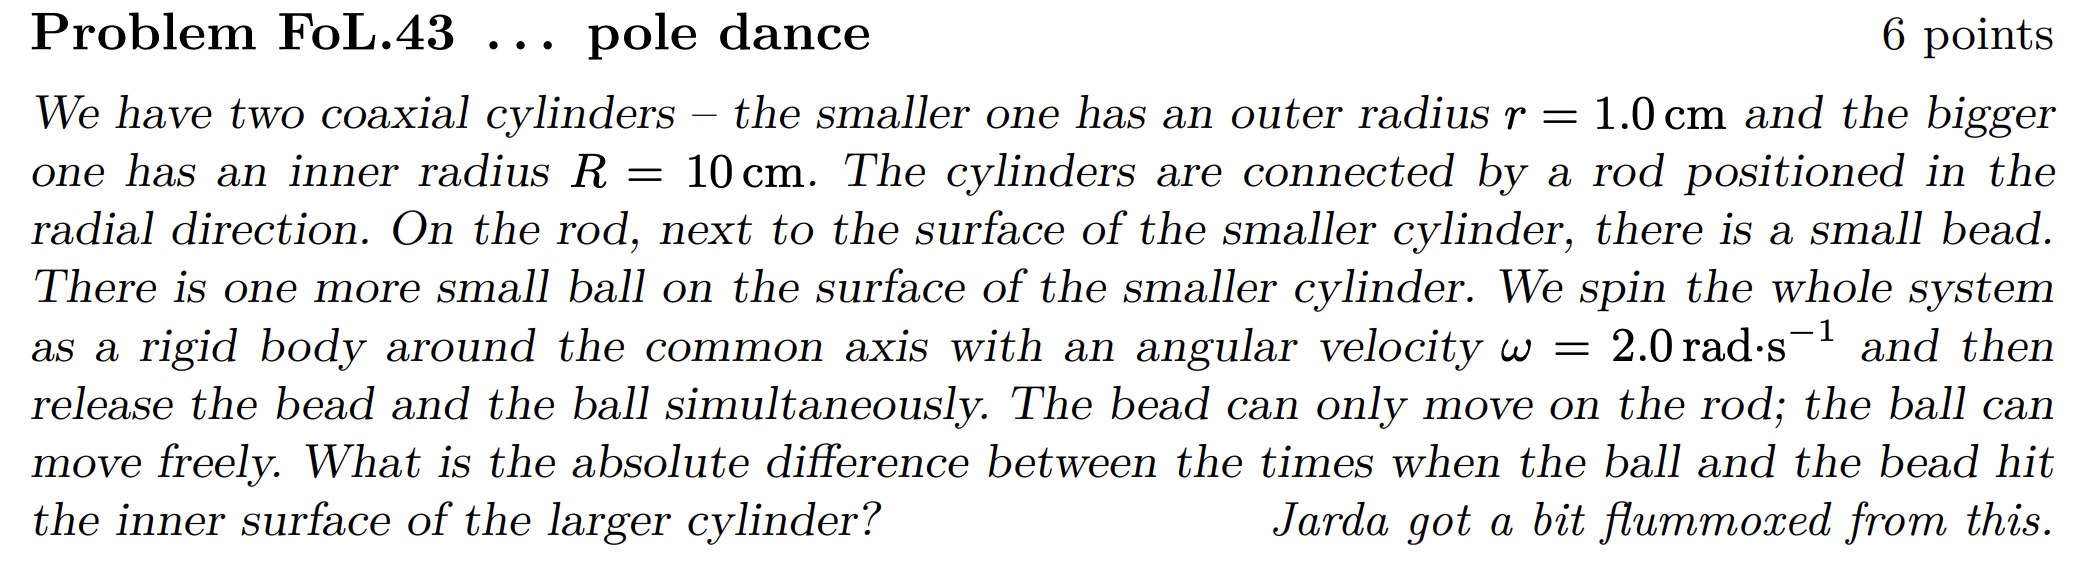 Problem FoL.43 ... pole dance 6 points
We have two coaxial cylinders – the smaller one has an outer radius r = 1.0 cm and the bigger
one has an inner radius R = 10 cm. The cylinders are connected by a rod positioned in the
radial direction. On the rod, next to the surface of the smaller cylinder, there is a small bead.
There is one more small ball on the surface of the smaller cylinder. We spin the whole system
as a rigid body around the common axis with an angular velocity ω = 2.0 rad·s⁻¹ and then
release the bead and the ball simultaneously. The bead can only move on the rod; the ball can
move freely. What is the absolute difference between the times when the ball and the bead hit
the inner surface of the larger cylinder? Jarda got a bit flummoxed from this.